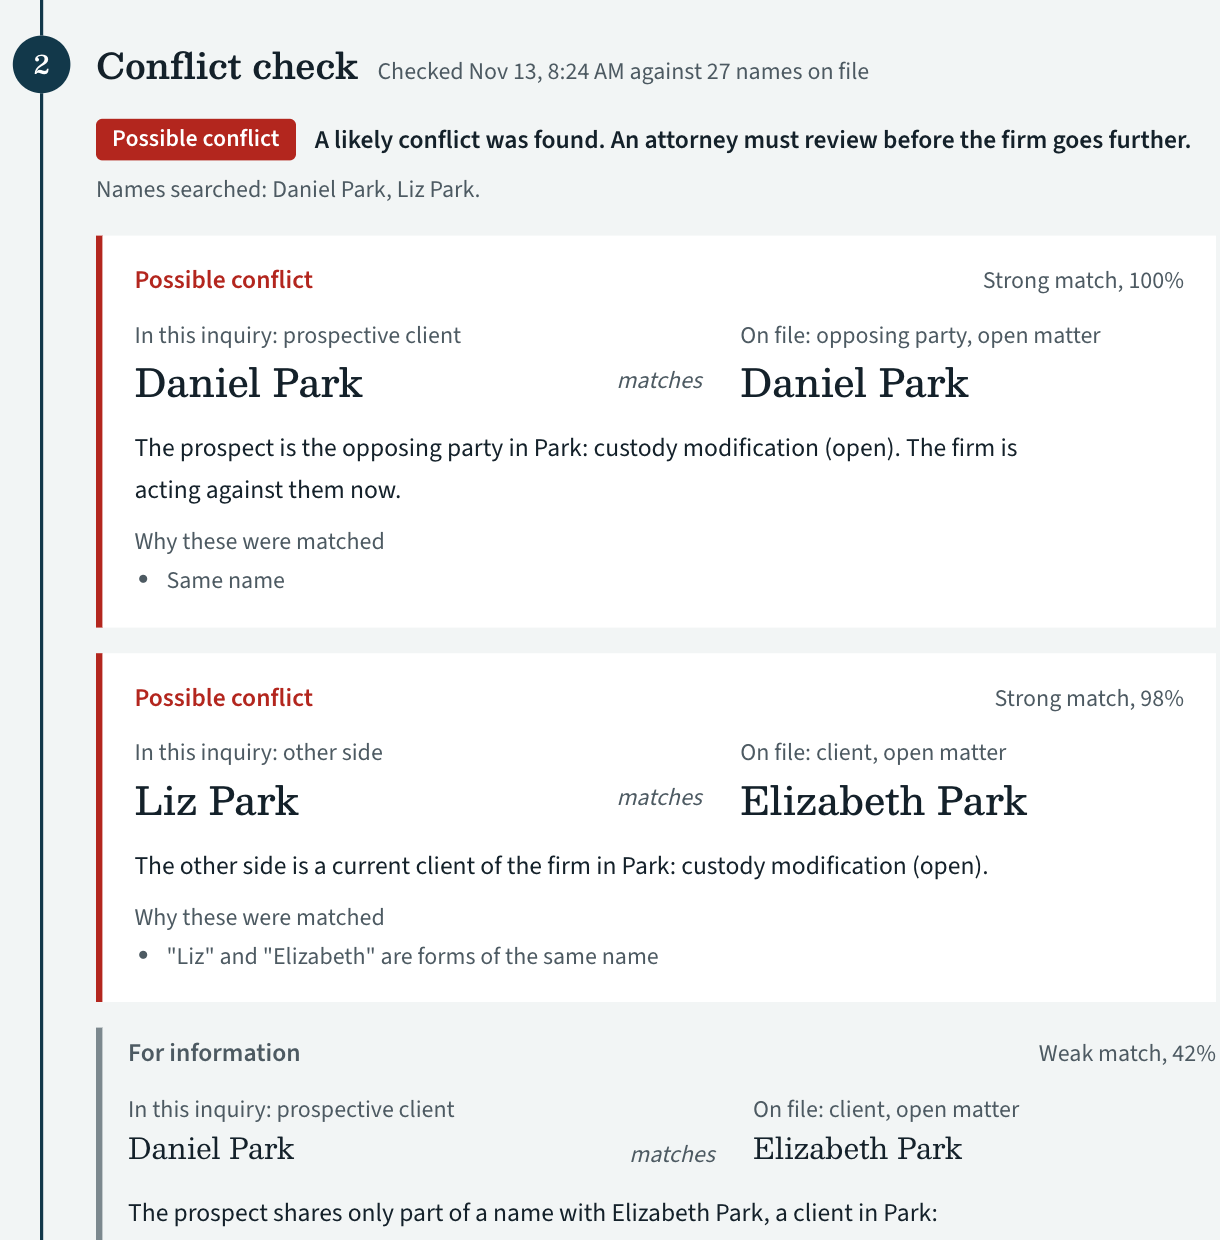 2
Conflict check Checked Nov 13, 8:24 AM against 27 names on file
Possible conflict A likely conflict was found. An attorney must review before the firm goes further.
Names searched: Daniel Park, Liz Park.
Possible conflict Strong match, 100%
In this inquiry: prospective client On file: opposing party, open matter
Daniel Park matches Daniel Park
The prospect is the opposing party in Park: custody modification (open). The firm is
acting against them now.
Why these were matched
• Same name
Possible conflict Strong match, 98%
In this inquiry: other side On file: client, open matter
Liz Park matches Elizabeth Park
The other side is a current client of the firm in Park: custody modification (open).
Why these were matched
• "Liz" and "Elizabeth" are forms of the same name
For information Weak match, 42%
In this inquiry: prospective client On file: client, open matter
Daniel Park matches Elizabeth Park
The prospect shares only part of a name with Elizabeth Park, a client in Park: